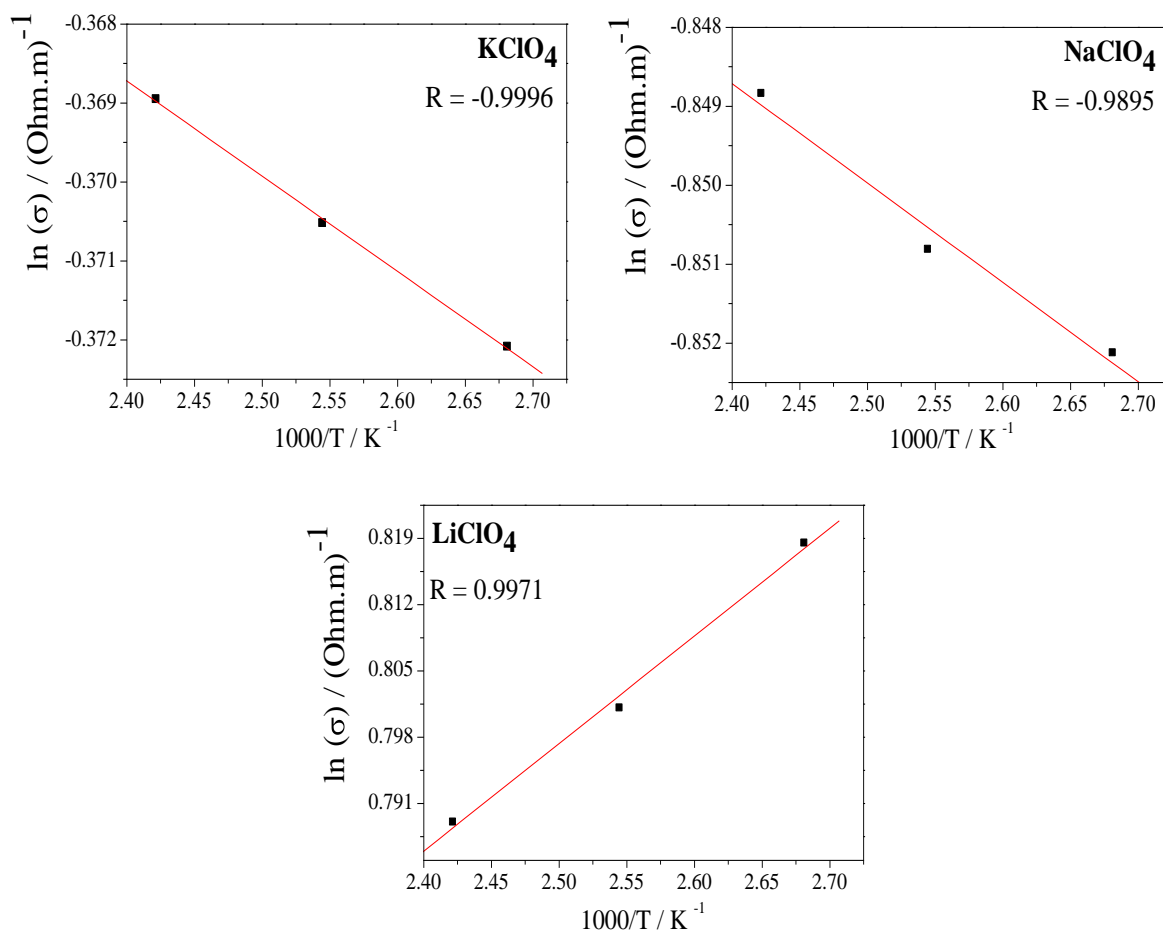 KClO4
R = -0.9996
ln (σ) / (Ohm.m)^-1
-0.368
-0.369
-0.370
-0.371
-0.372
2.40 2.45 2.50 2.55 2.60 2.65 2.70
1000/T / K^-1
NaClO4
R = -0.9895
ln (σ) / (Ohm.m)^-1
-0.848
-0.849
-0.850
-0.851
-0.852
2.40 2.45 2.50 2.55 2.60 2.65 2.70
1000/T / K^-1
LiClO4
R = 0.9971
ln (σ) / (Ohm.m)^-1
0.819
0.812
0.805
0.798
0.791
2.40 2.45 2.50 2.55 2.60 2.65 2.70
1000/T / K^-1